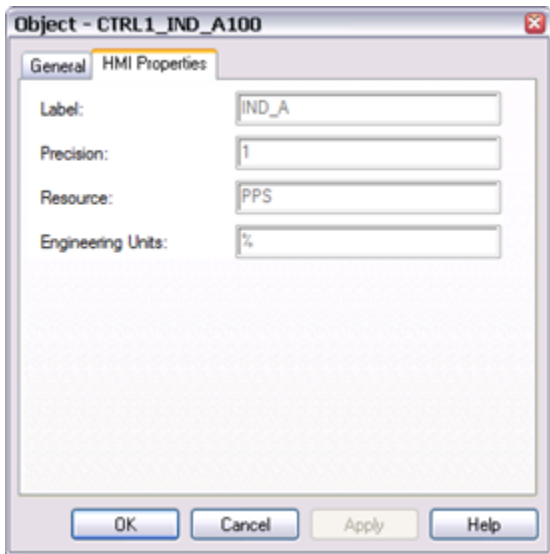 Object - CTRL1_IND_A100
General HMI Properties
Label: IND_A
Precision: 1
Resource: PPS
Engineering Units: %
OK Cancel Apply Help